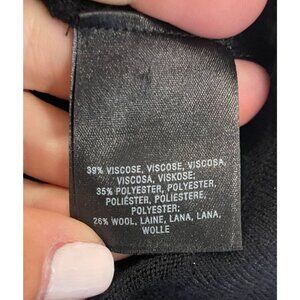 39% VISCOSE, VISCOSE, VISCOSA,
VISCOSA, VISKOSE;
35% POLYESTER, POLYESTER,
POLIÉSTER, POLIESTERE,
POLYESTER;
26% WOOL, LAINE, LANA, LANA,
WOLLE